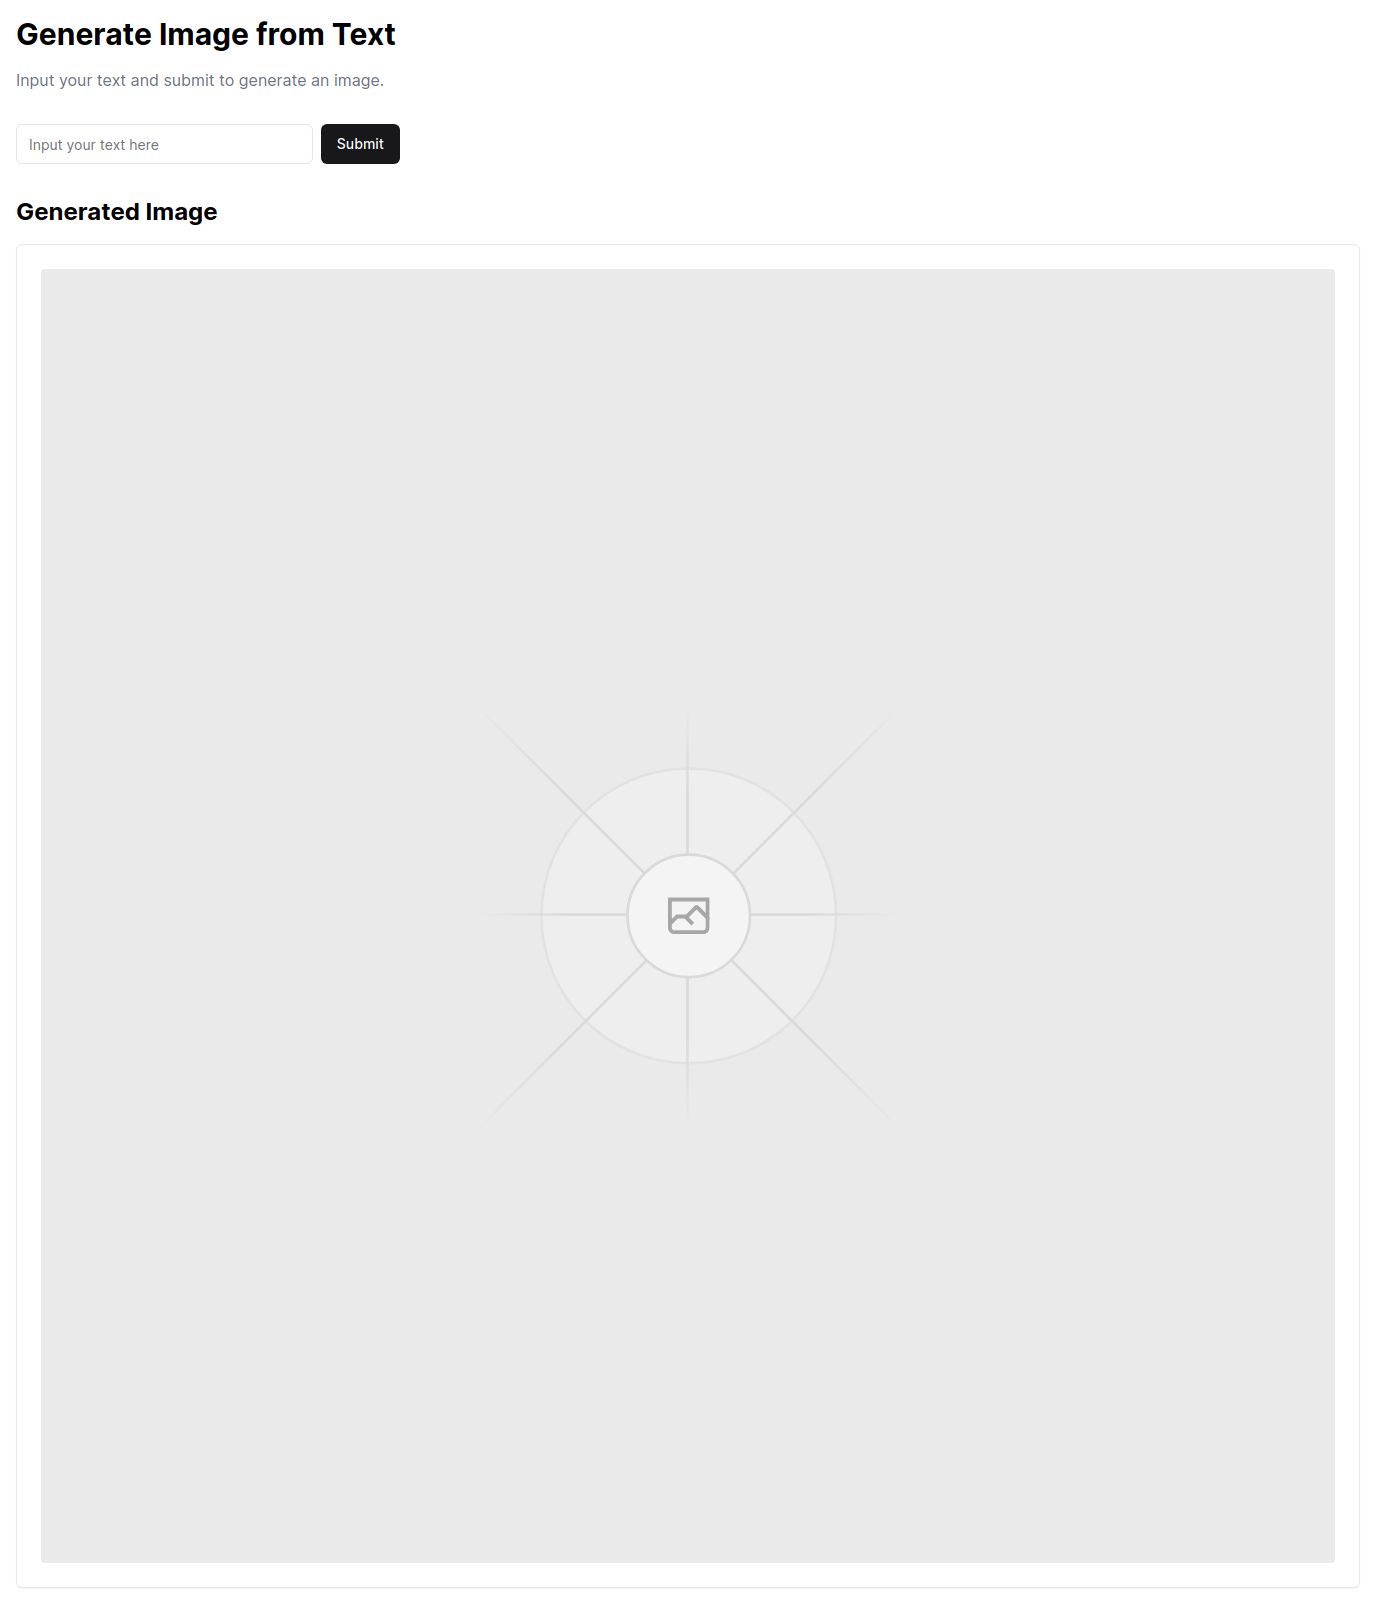 Generate Image from Text
Input your text and submit to generate an image.
Input your text here
Submit
Generated Image